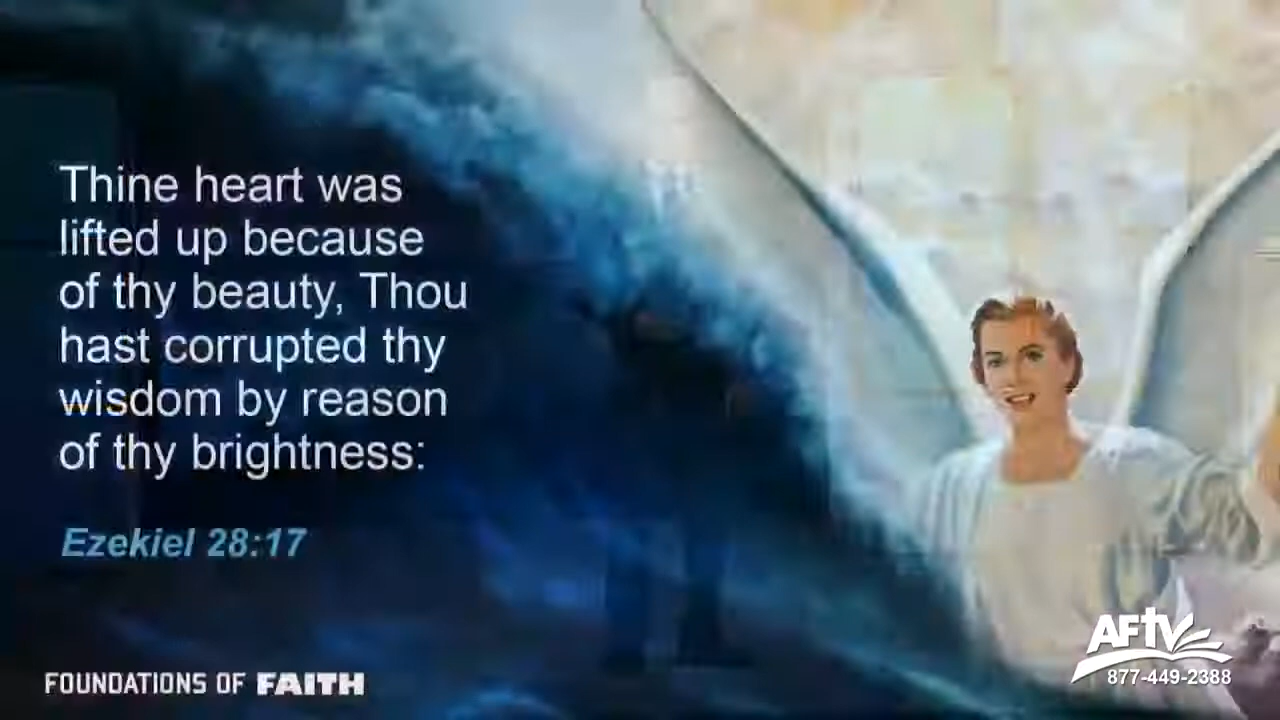 Thine heart was
lifted up because
of thy beauty, Thou
hast corrupted thy
wisdom by reason
of thy brightness:
Ezekiel 28:17
FOUNDATIONS OF FAITH
AFTV
877-449-2388